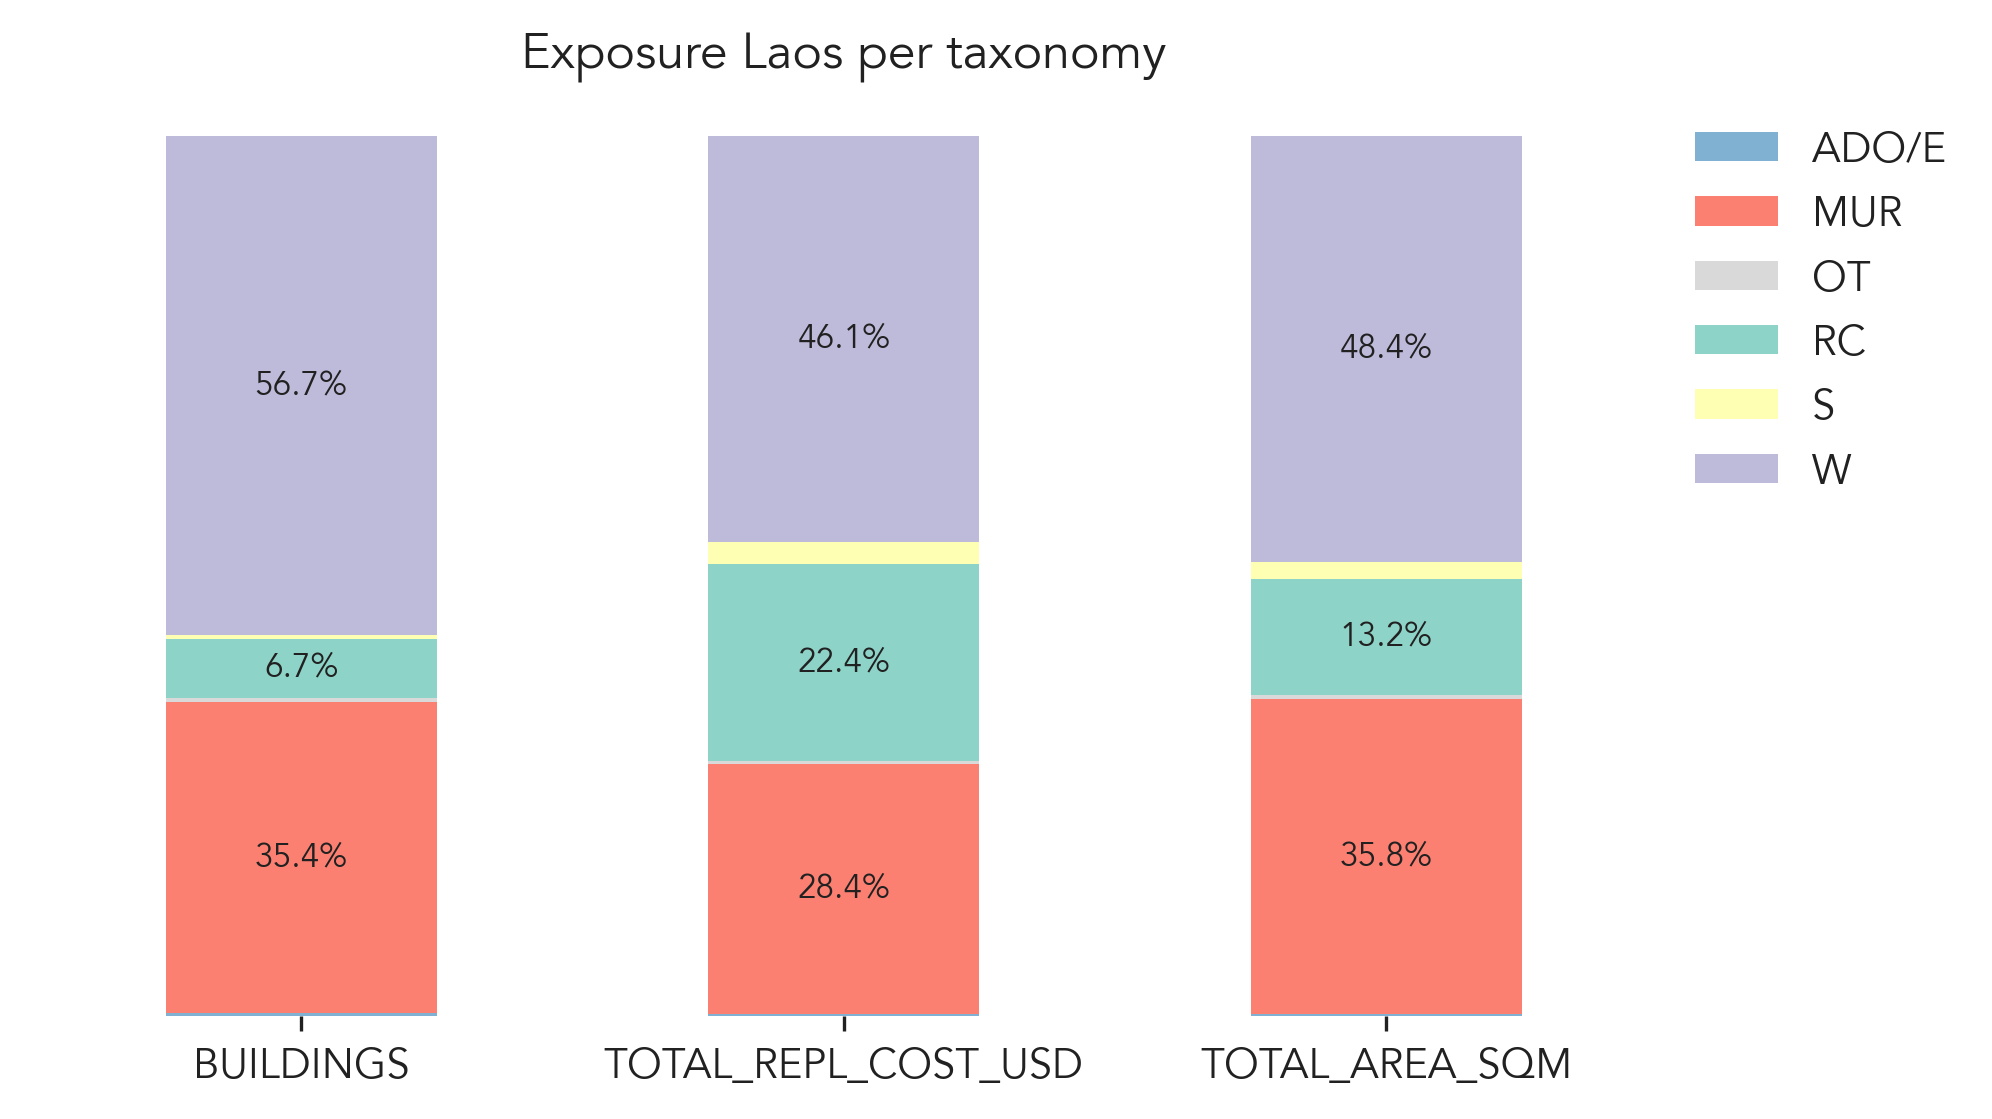 Exposure Laos per taxonomy
ADO/E
MUR
OT
RC
S
W
56.7%
6.7%
35.4%
46.1%
22.4%
28.4%
48.4%
13.2%
35.8%
BUILDINGS
TOTAL_REPL_COST_USD
TOTAL_AREA_SQM